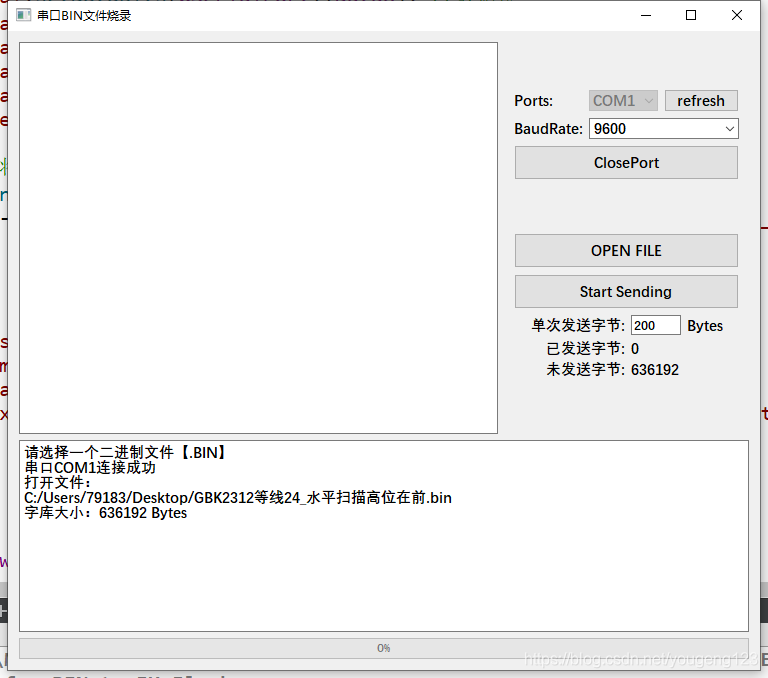 串口BIN文件烧录
Ports: COM1 refresh
BaudRate: 9600
ClosePort
OPEN FILE
Start Sending
单次发送字节: 200 Bytes
已发送字节: 0
未发送字节: 636192
请选择一个二进制文件【.BIN】
串口COM1连接成功
打开文件：
C:/Users/79183/Desktop/GBK2312等线24_水平扫描高位在前.bin
字库大小：636192 Bytes
0%
https://blog.csdn.net/yougeng123